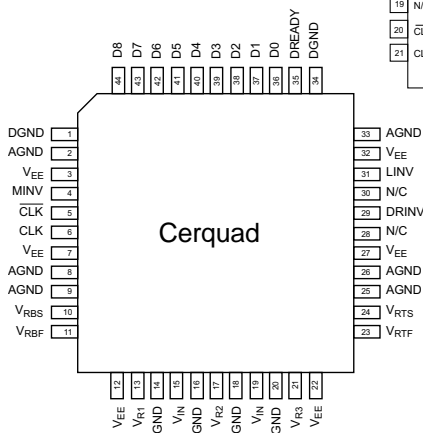 19 N/
20 CL
21 CL
D8 D7 D6 D5 D4 D3 D2 D1 D0 DREADY DGND
44 43 42 41 40 39 38 37 36 35 34
DGND 1
AGND 2
VEE 3
MINV 4
CLK 5
CLK 6
VEE 7
AGND 8
AGND 9
VRBS 10
VRBF 11
Cerquad
33 AGND
32 VEE
31 LINV
30 N/C
29 DRINV
28 N/C
27 VEE
26 AGND
25 AGND
24 VRTS
23 VRTF
12 13 14 15 16 17 18 19 20 21 22
VEE VR1 GND VIN GND VR2 GND VIN GND VR3 VEE